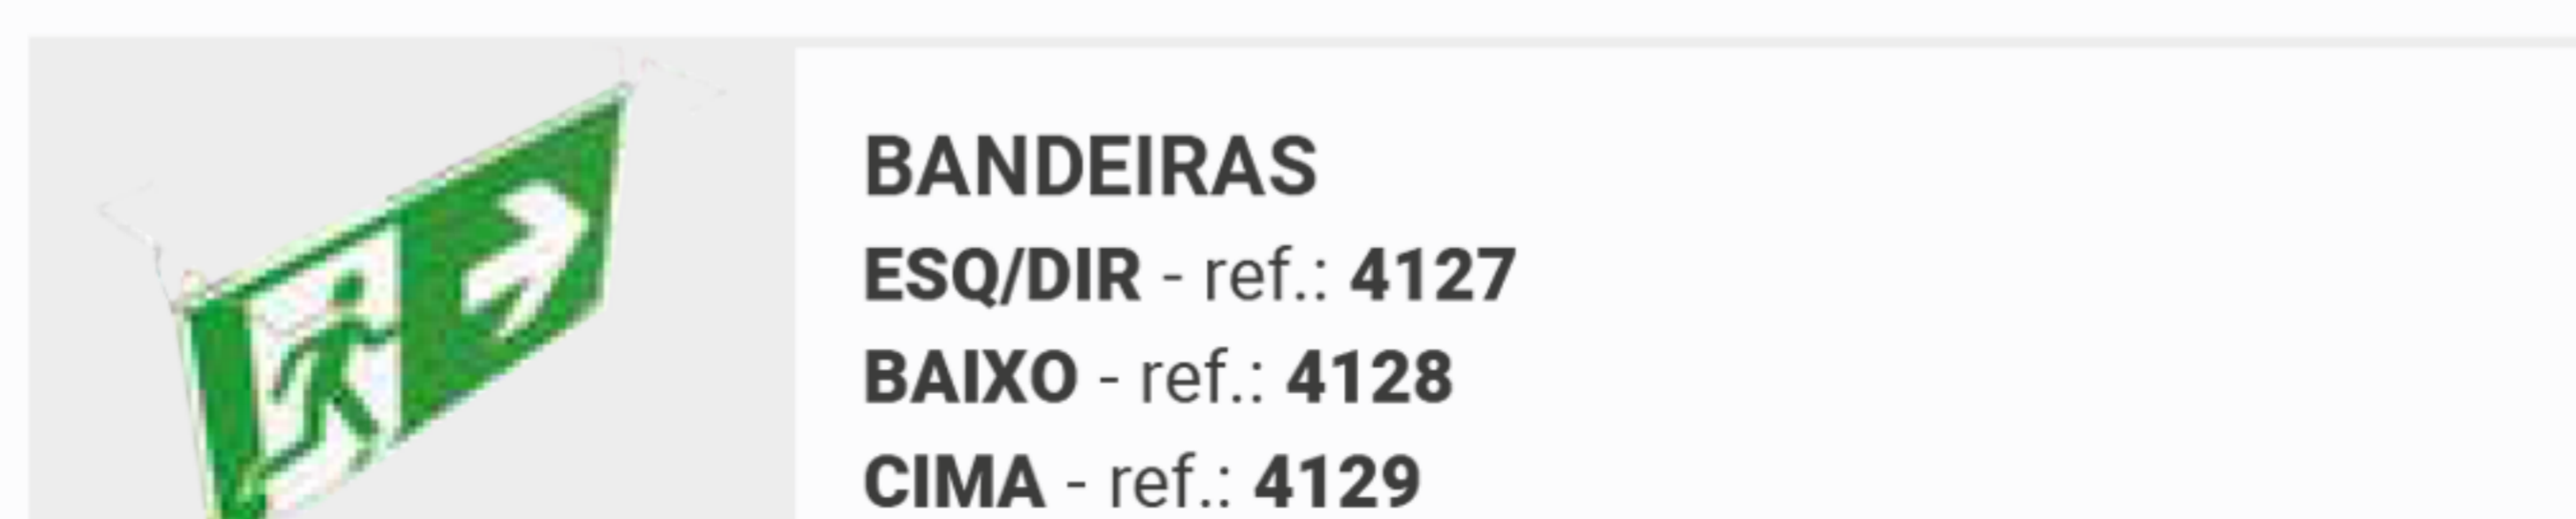 BANDEIRAS
ESQ/DIR - ref.: 4127
BAIXO - ref.: 4128
CIMA - ref.: 4129